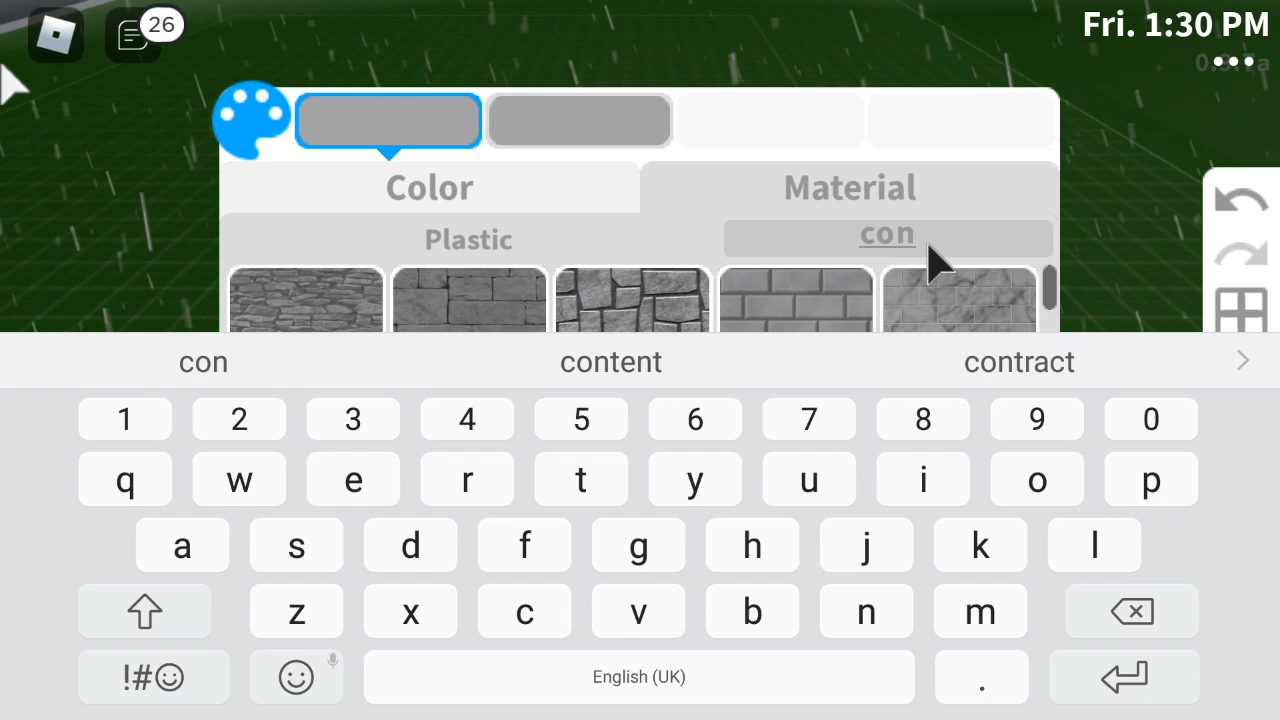 26
Fri. 1:30 PM
Color
Material
Plastic
con
con
content
contract
1 2 3 4 5 6 7 8 9 0
q w e r t y u i o p
a s d f g h j k l
z x c v b n m
!#
English (UK)
.